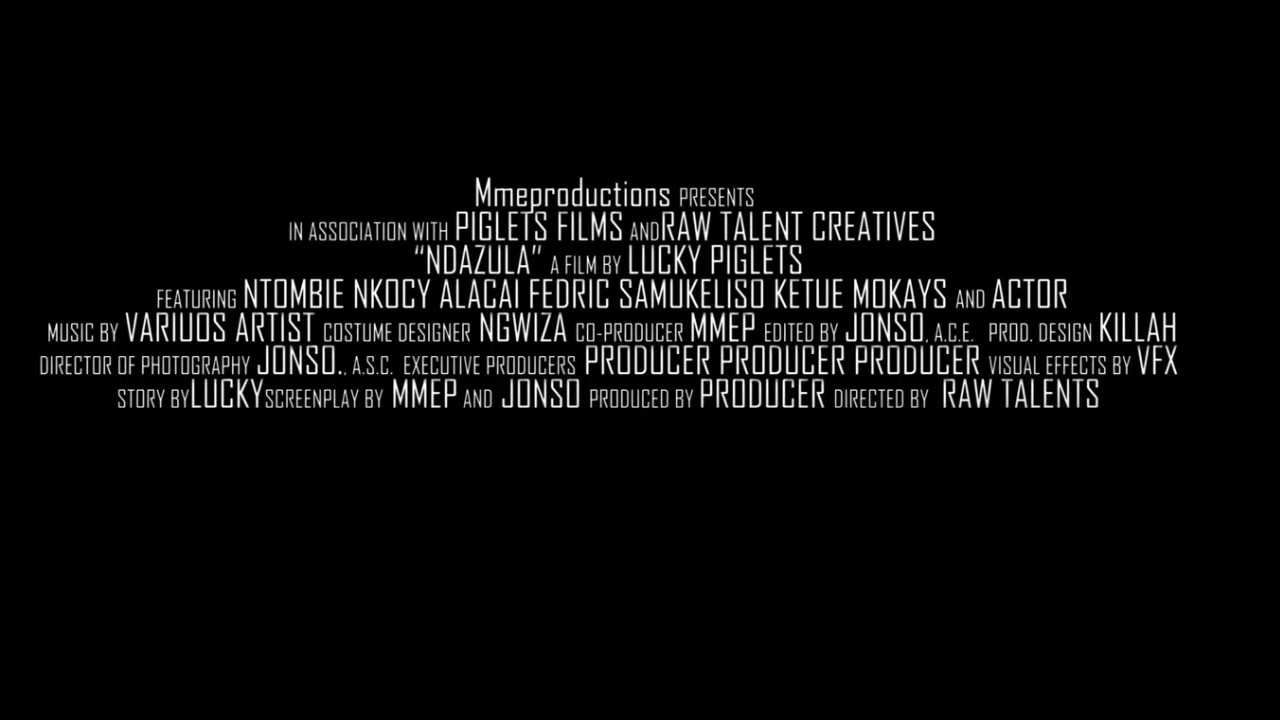 Mmeproductions PRESENTS
IN ASSOCIATION WITH PIGLETS FILMS ANDRAW TALENT CREATIVES
“NDAZULA” A FILM BY LUCKY PIGLETS
FEATURING NTOMBIE NKOCY ALACAI FEDRIC SAMUKELISO KETUE MOKAYS AND ACTOR
MUSIC BY VARIUOS ARTIST COSTUME DESIGNER NGWIZA CO-PRODUCER MMEP EDITED BY JONSO, A.C.E. PROD. DESIGN KILLAH
DIRECTOR OF PHOTOGRAPHY JONSO., A.S.C. EXECUTIVE PRODUCERS PRODUCER PRODUCER PRODUCER VISUAL EFFECTS BY VFX
STORY BYLUCKYSCREENPLAY BY MMEP AND JONSO PRODUCED BY PRODUCER DIRECTED BY RAW TALENTS